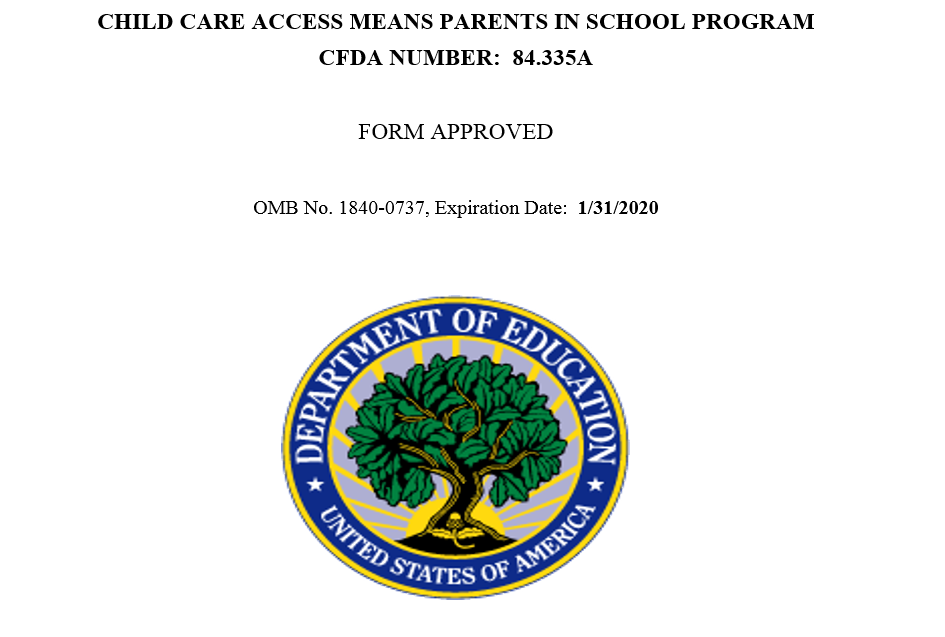 CHILD CARE ACCESS MEANS PARENTS IN SCHOOL PROGRAM
CFDA NUMBER:  84.335A
FORM APPROVED
OMB No. 1840-0737, Expiration Date:  1/31/2020
DEPARTMENT OF EDUCATION
UNITED STATES OF AMERICA